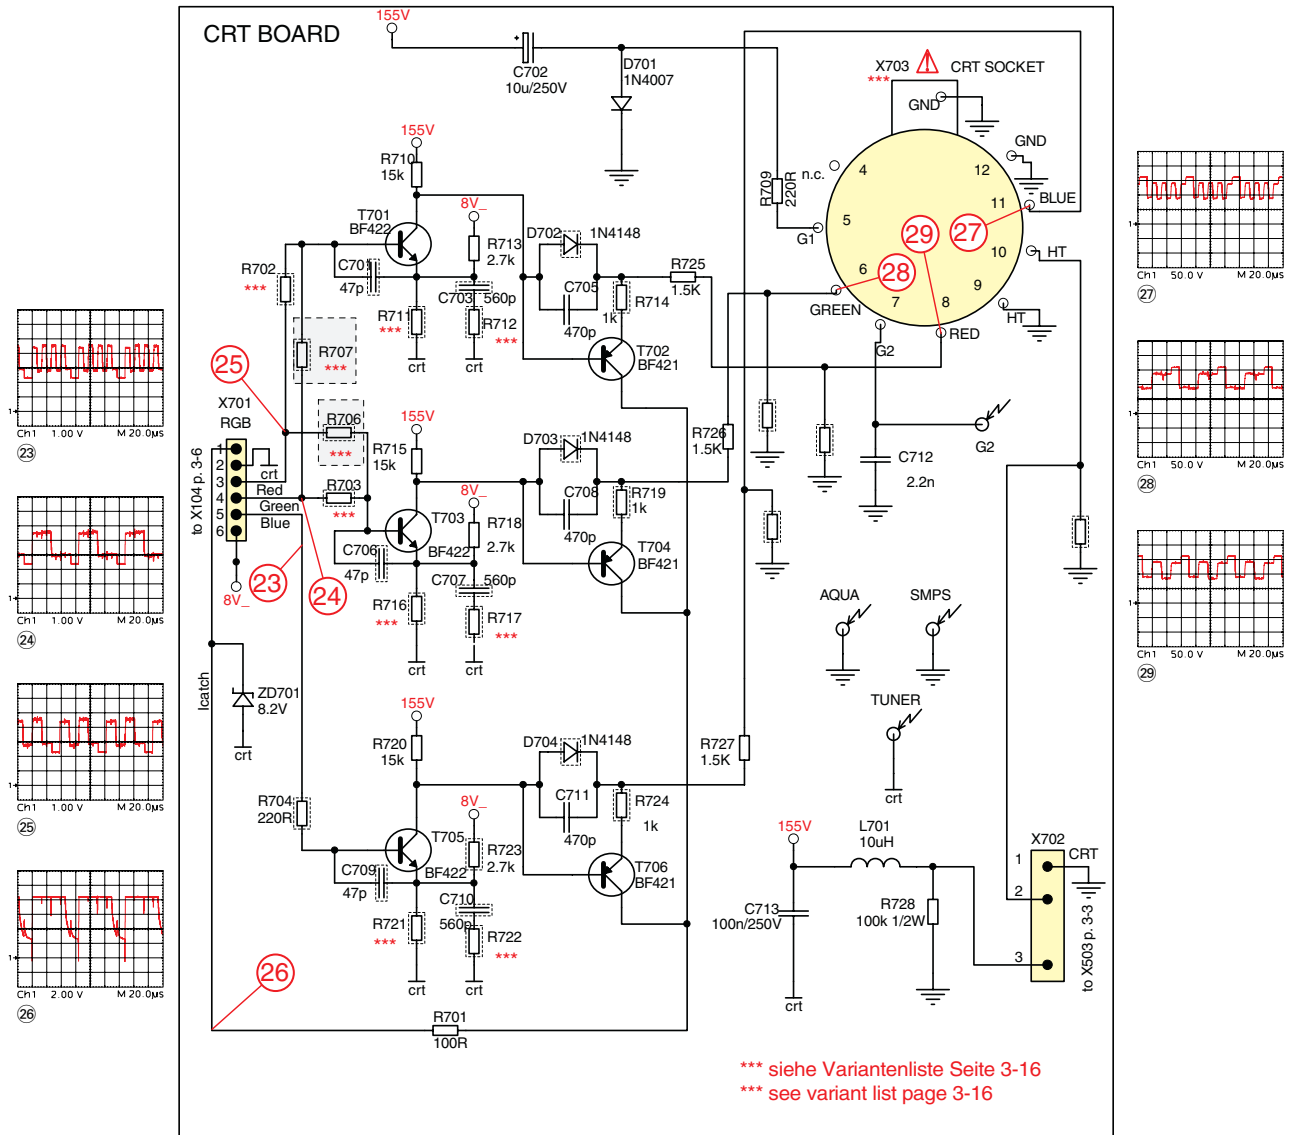 CRT BOARD
155V
C702
10u/250V
D701
1N4007
X703
***
CRT SOCKET
GND
GND
n.c.
4
12
11
BLUE
5
G1
R709
220R
29
27
28
10
HT
6
9
7
8
GREEN
HT
G2
RED
155V
R710
15k
T701
BF422
8V_
R713
2.7k
D702
1N4148
C701
47p
C703
560p
C705
470p
R725
1.5K
R714
1k
R702
***
R711
***
R712
***
crt
crt
T702
BF421
R707
***
25
X701
RGB
R706
***
155V
R715
15k
D703
1N4148
R726
1.5K
G2
C712
2.2n
to X104 p. 3-6
1
2
3
4
5
6
crt
Red
Green
Blue
R703
***
8V_
T703
BF422
R718
2.7k
C708
470p
R719
1k
T704
BF421
C706
47p
C707
560p
R716
***
R717
***
crt
crt
8V_
23
24
AQUA
SMPS
TUNER
crt
Icatch
ZD701
8.2V
crt
155V
R720
15k
D704
1N4148
R727
1.5K
R704
220R
T705
BF422
8V_
R723
2.7k
C711
470p
R724
1k
T706
BF421
C709
47p
C710
560p
R721
***
R722
***
crt
crt
155V
L701
10uH
X702
1
2
3
CRT
C713
100n/250V
R728
100k 1/2W
crt
to X503 p. 3-3
26
R701
100R
*** siehe Variantenliste Seite 3-16
*** see variant list page 3-16
1
Ch1 1.00 V M 20.0µs
23
1
Ch1 1.00 V M 20.0µs
24
1
Ch1 1.00 V M 20.0µs
25
1
Ch1 2.00 V M 20.0µs
26
1
Ch1 50.0 V M 20.0µs
27
1
Ch1 50.0 V M 20.0µs
28
1
Ch1 50.0 V M 20.0µs
29